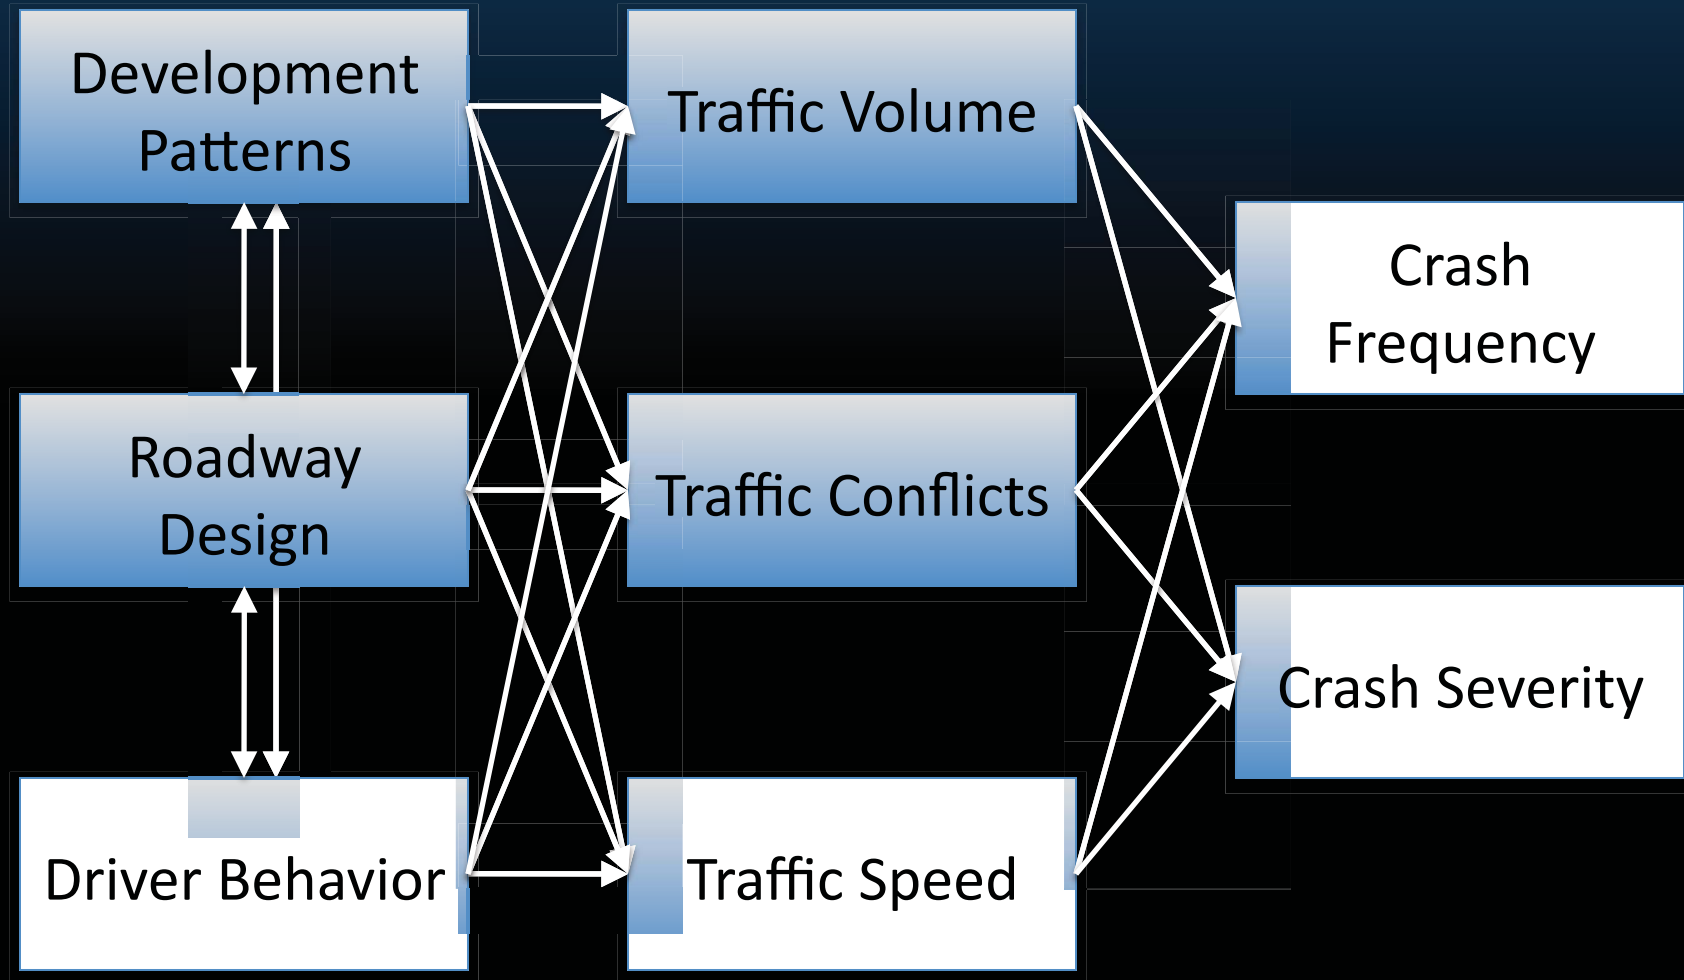 Development
Patterns
Traffic Volume
Crash
Frequency
Roadway
Design
Traffic Conflicts
Crash Severity
Driver Behavior
Traffic Speed